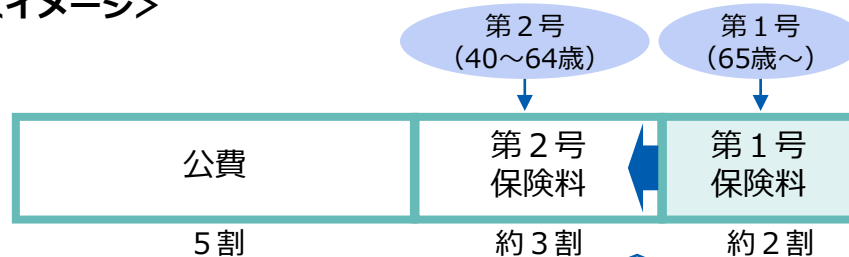 イメージ＞
第２号
（40～64歳）
第１号
（65歳～）
公費
第２号
保険料
第１号
保険料
５割
約３割
約２割